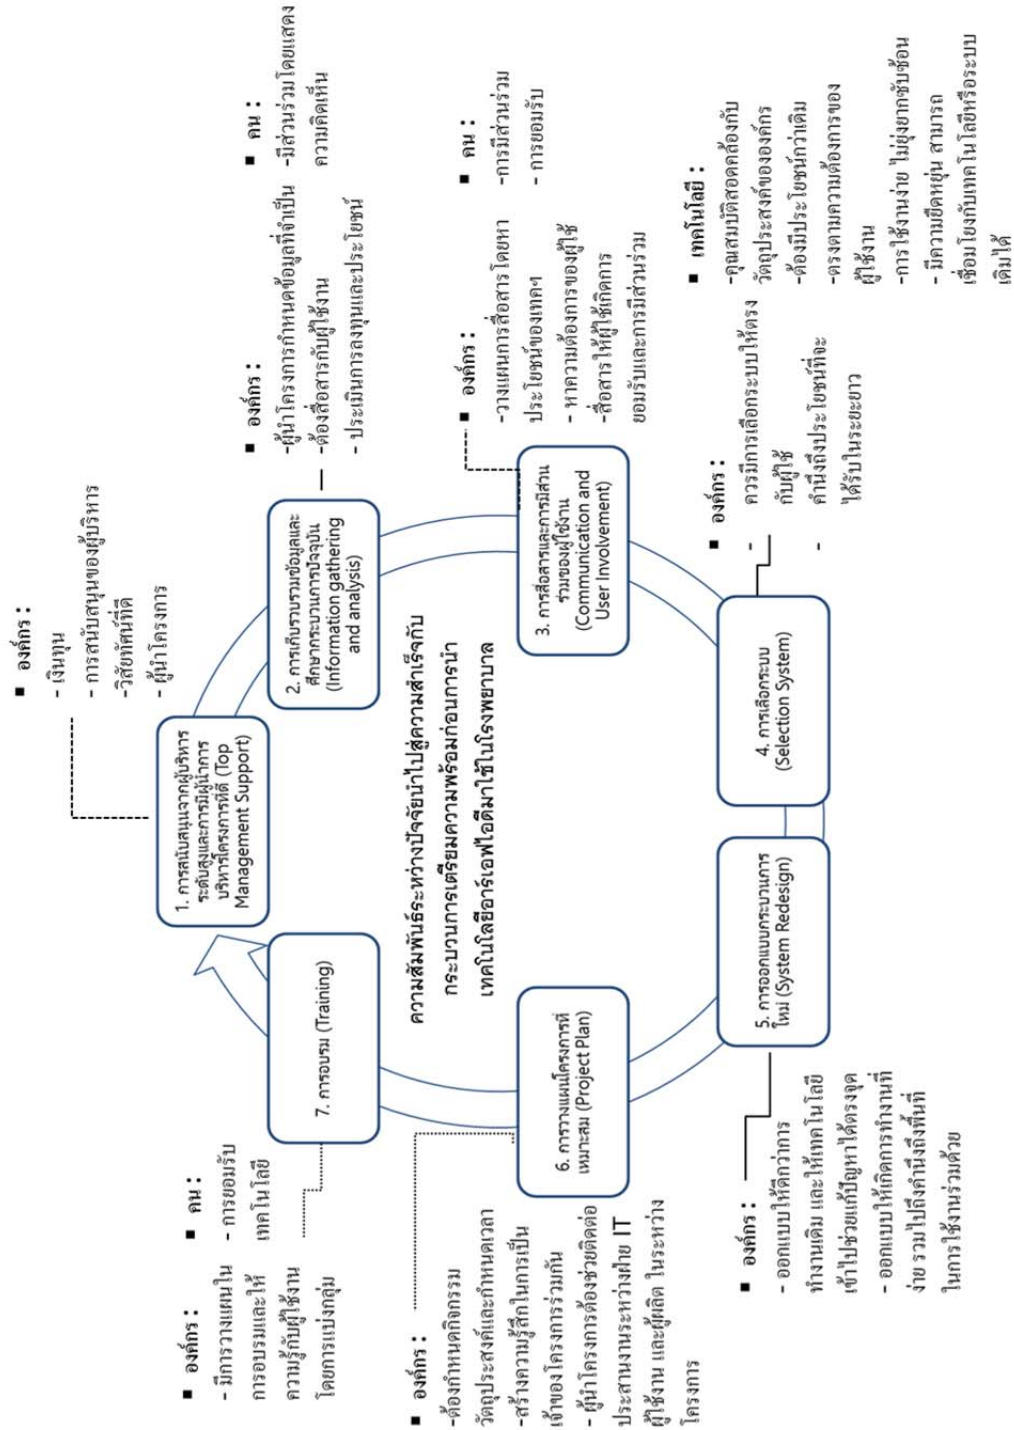 ■ องค์กร :
- เงินทุน
- การสนับสนุนของผู้บริหาร
-วิสัยทัศน์ที่ดี
- ผู้นำโครงการ
1. การสนับสนุนจากผู้บริหาร
ระดับสูงและการมีผู้นำการ
บริหารโครงการที่ดี (Top
Management Support)
2. การเก็บรวบรวมข้อมูลและ
ศึกษากระบวนการปัจจุบัน
(Information gathering
and analysis)
■ องค์กร :
-ผู้นำโครงการกำหนดข้อมูลที่จำเป็น
-ต้องสื่อสารกับผู้ใช้งาน
- ประเมินการลงทุนและประโยชน์
■ คน :
-มีส่วนร่วมโดยแสดง
ความคิดเห็น
3. การสื่อสารและการมีส่วน
ร่วมของผู้ใช้งาน
(Communication and
User Involvement)
■ องค์กร :
-วางแผนการสื่อสารโดยหา
ประโยชน์ของเทคฯ
- หาความต้องการของผู้ใช้
-สื่อสารให้ผู้ใช้เกิดการ
ยอมรับและการมีส่วนร่วม
■ คน :
-การมีส่วนร่วม
- การยอมรับ
4. การเลือกระบบ
(Selection System)
■ องค์กร :
- ควรมีการเลือกระบบให้ตรง
กับผู้ใช้
- คำนึงถึงประโยชน์ที่จะ
ได้รับในระยะยาว
■ เทคโนโลยี :
-คุณสมบัติสอดคล้องกับ
วัตถุประสงค์ขององค์กร
-ต้องมีประโยชน์กว่าเดิม
-ตรงตามความต้องการของ
ผู้ใช้งาน
-การใช้งานง่าย ไม่ยุ่งยากซับซ้อน
- มีความยืดหยุ่น สามารถ
เชื่อมโยงกับเทคโนโลยีหรือระบบ
เดิมได้
5. การออกแบบกระบวนการ
ใหม่ (System Redesign)
■ องค์กร :
- ออกแบบให้ดีกว่าการ
ทำงานเดิม และให้เทคโนโลยี
เข้าไปช่วยแก้ปัญหาได้ตรงจุด
- ออกแบบให้เกิดการทำงานที่
ง่าย รวมไปถึงคำนึงถึงพื้นที่
ในการใช้งานร่วมด้วย
6. การวางแผนโครงการที่
เหมาะสม (Project Plan)
■ องค์กร :
-ต้องกำหนดกิจกรรม
วัตถุประสงค์และกำหนดเวลา
-สร้างความรู้สึกในการเป็น
เจ้าของโครงการร่วมกัน
- ผู้นำโครงการต้องช่วยติดต่อ
ประสานงานระหว่างฝ่าย IT
ผู้ใช้งาน และผู้ผลิต ในระหว่าง
โครงการ
7. การอบรม (Training)
■ องค์กร :
- มีการวางแผนใน
การอบรมและให้
ความรู้กับผู้ใช้งาน
โดยการแบ่งกลุ่ม
■ คน :
- การยอมรับ
เทคโนโลยี
ความสัมพันธ์ระหว่างปัจจัยนำไปสู่ความสำเร็จกับ
กระบวนการเตรียมความพร้อมก่อนการนำ
เทคโนโลยีอาร์เอฟไอดีมาใช้ในโรงพยาบาล